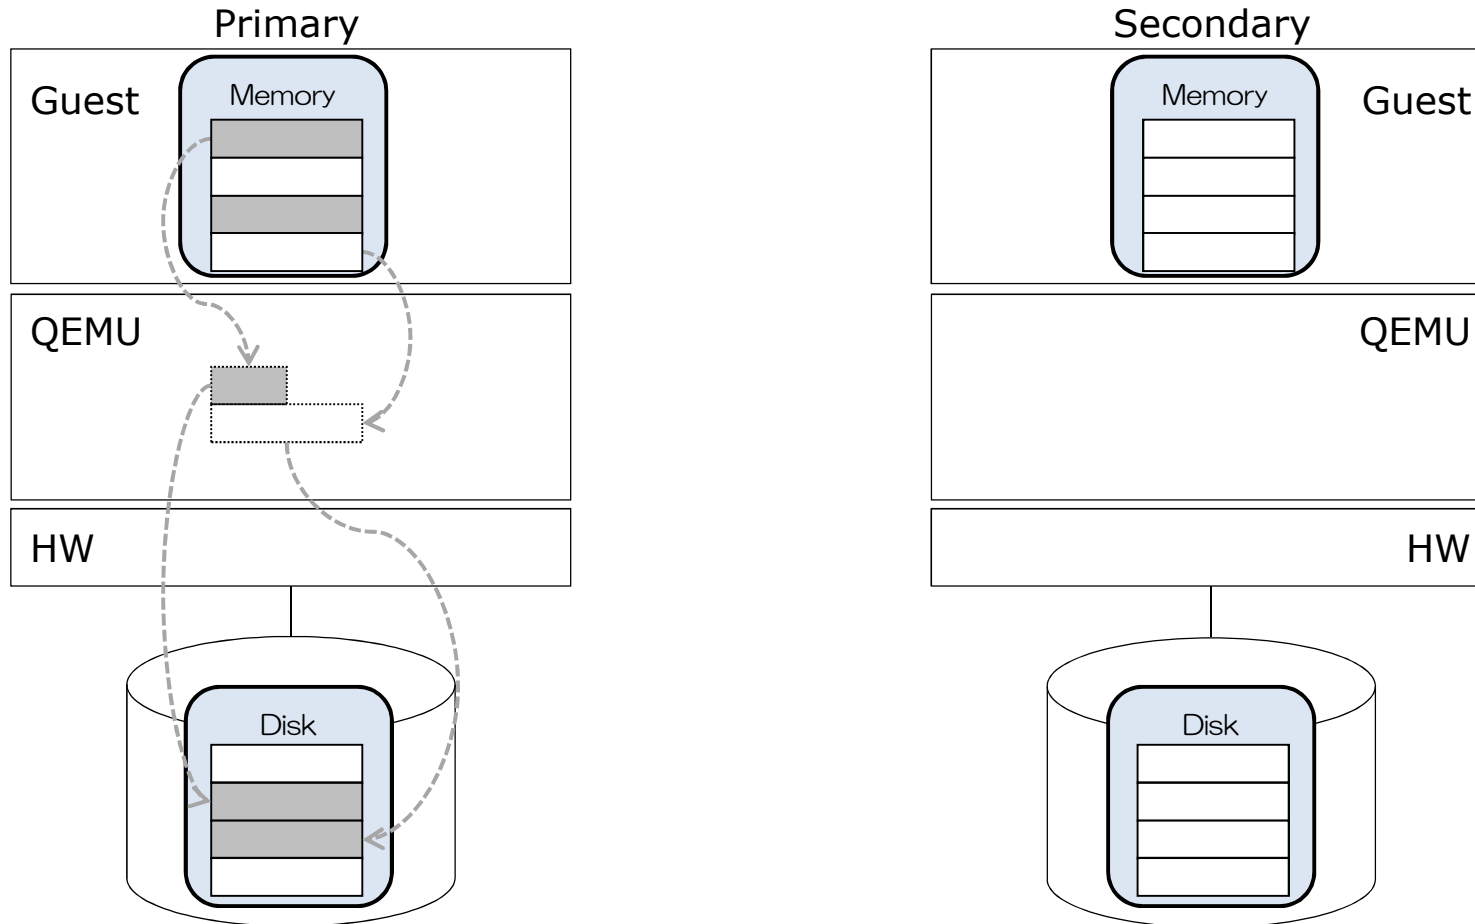 Primary
Secondary
Guest
Memory
Memory
Guest
QEMU
QEMU
HW
HW
Disk
Disk